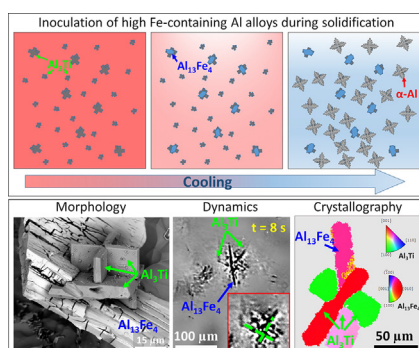 Inoculation of high Fe-containing Al alloys during solidification
Al₃Ti
Al₁₃Fe₄
α-Al
Cooling
Morphology
Dynamics
Crystallography
Al₃Ti
Al₁₃Fe₄
15 μm
Al₃Ti
t = 8 s
Al₁₃Fe₄
100 μm
Al₁₃Fe₄
Al₃Ti
50 μm
Al₃Ti
Al₁₃Fe₄